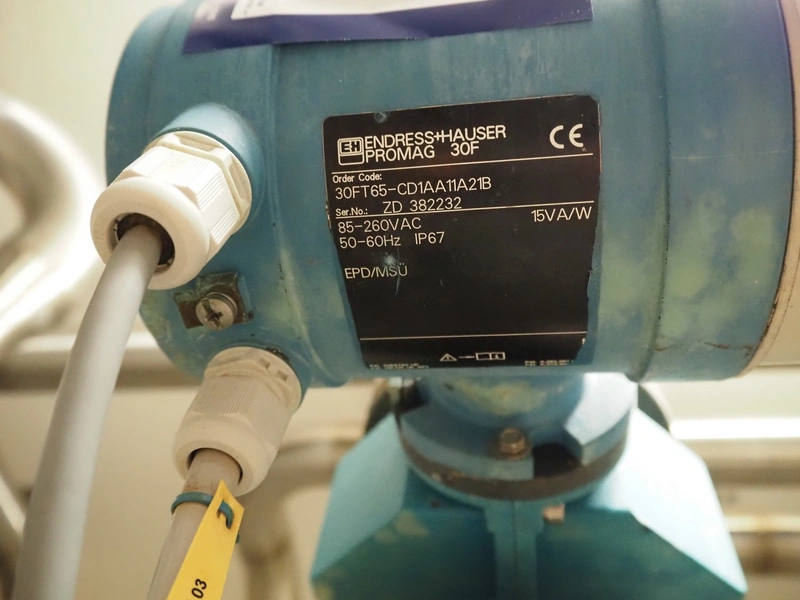 EH ENDRESS+HAUSER
PROMAG 30F
CE
Order Code:
30FT65-CD1AA11A21B
Ser.No.: ZD 382232
85-260VAC 15VA/W
50-60Hz IP67
EPD/MSÜ
03